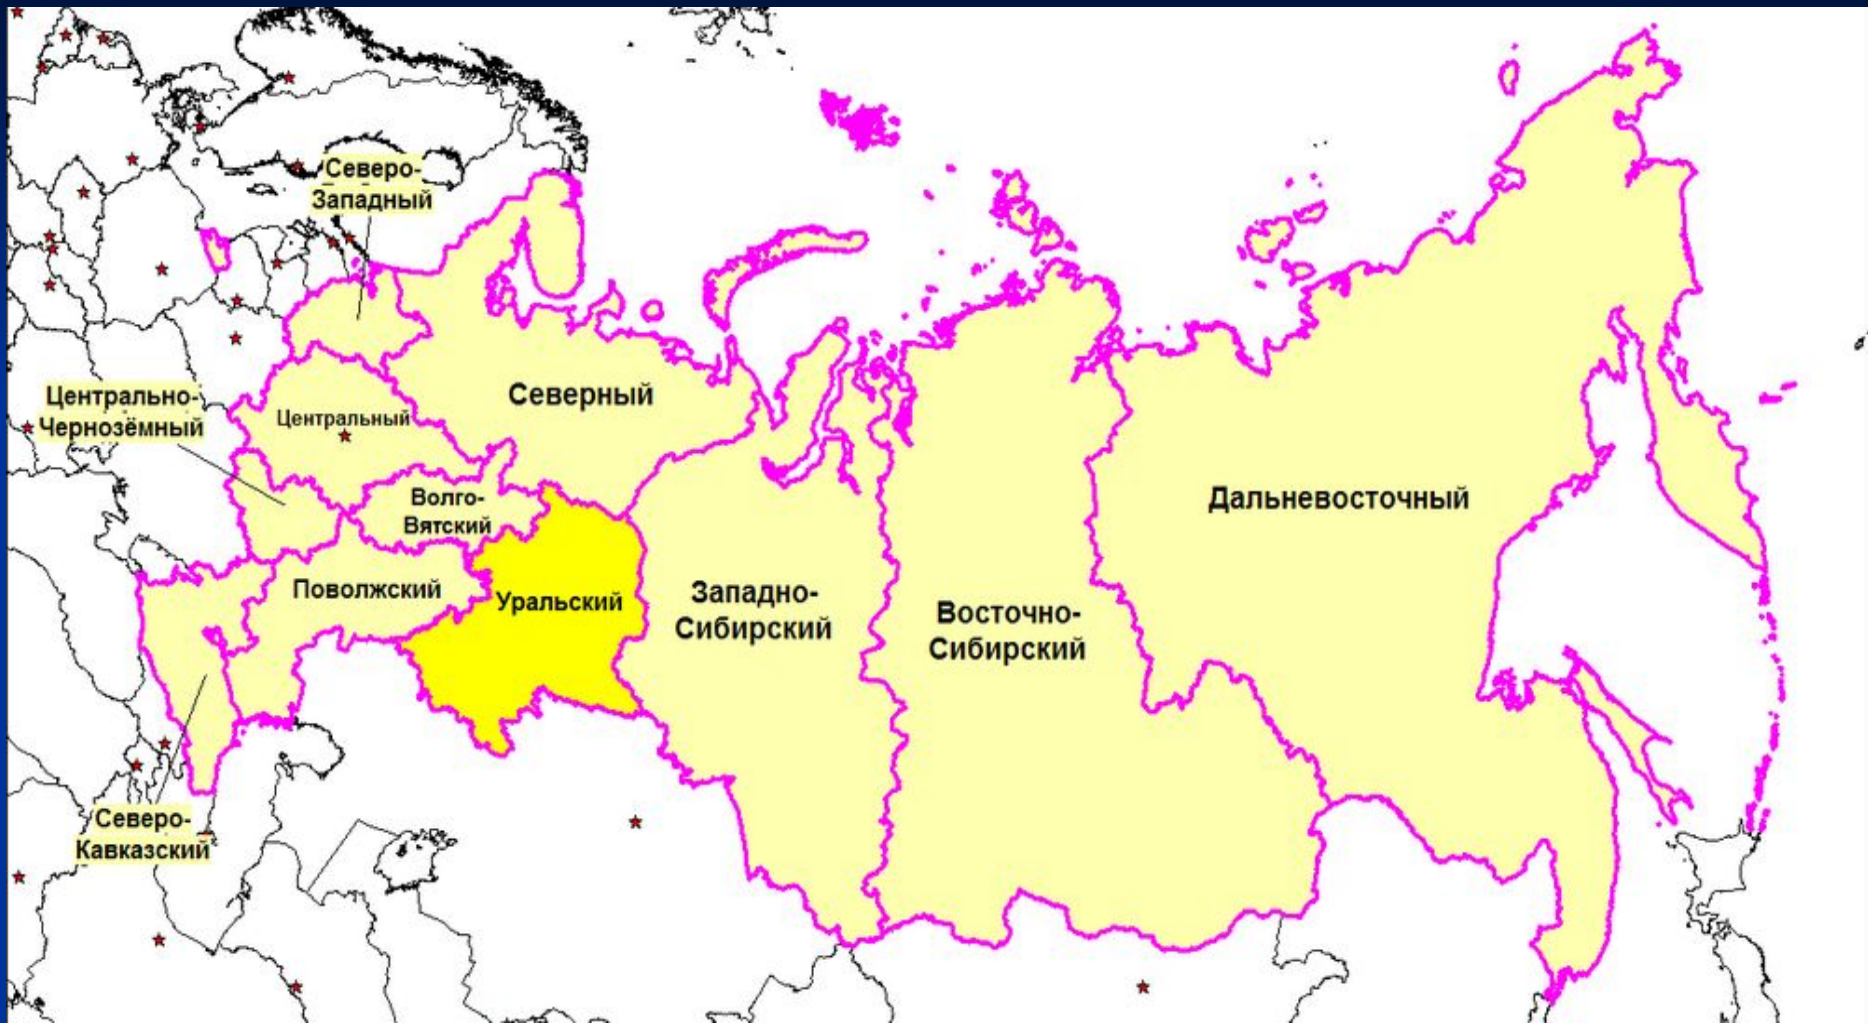 Северо-
Западный
Центрально-
Чернозёмный
Центральный
Северный
Волго-
Вятский
Поволжский
Уральский
Западно-
Сибирский
Восточно-
Сибирский
Дальневосточный
Северо-
Кавказский